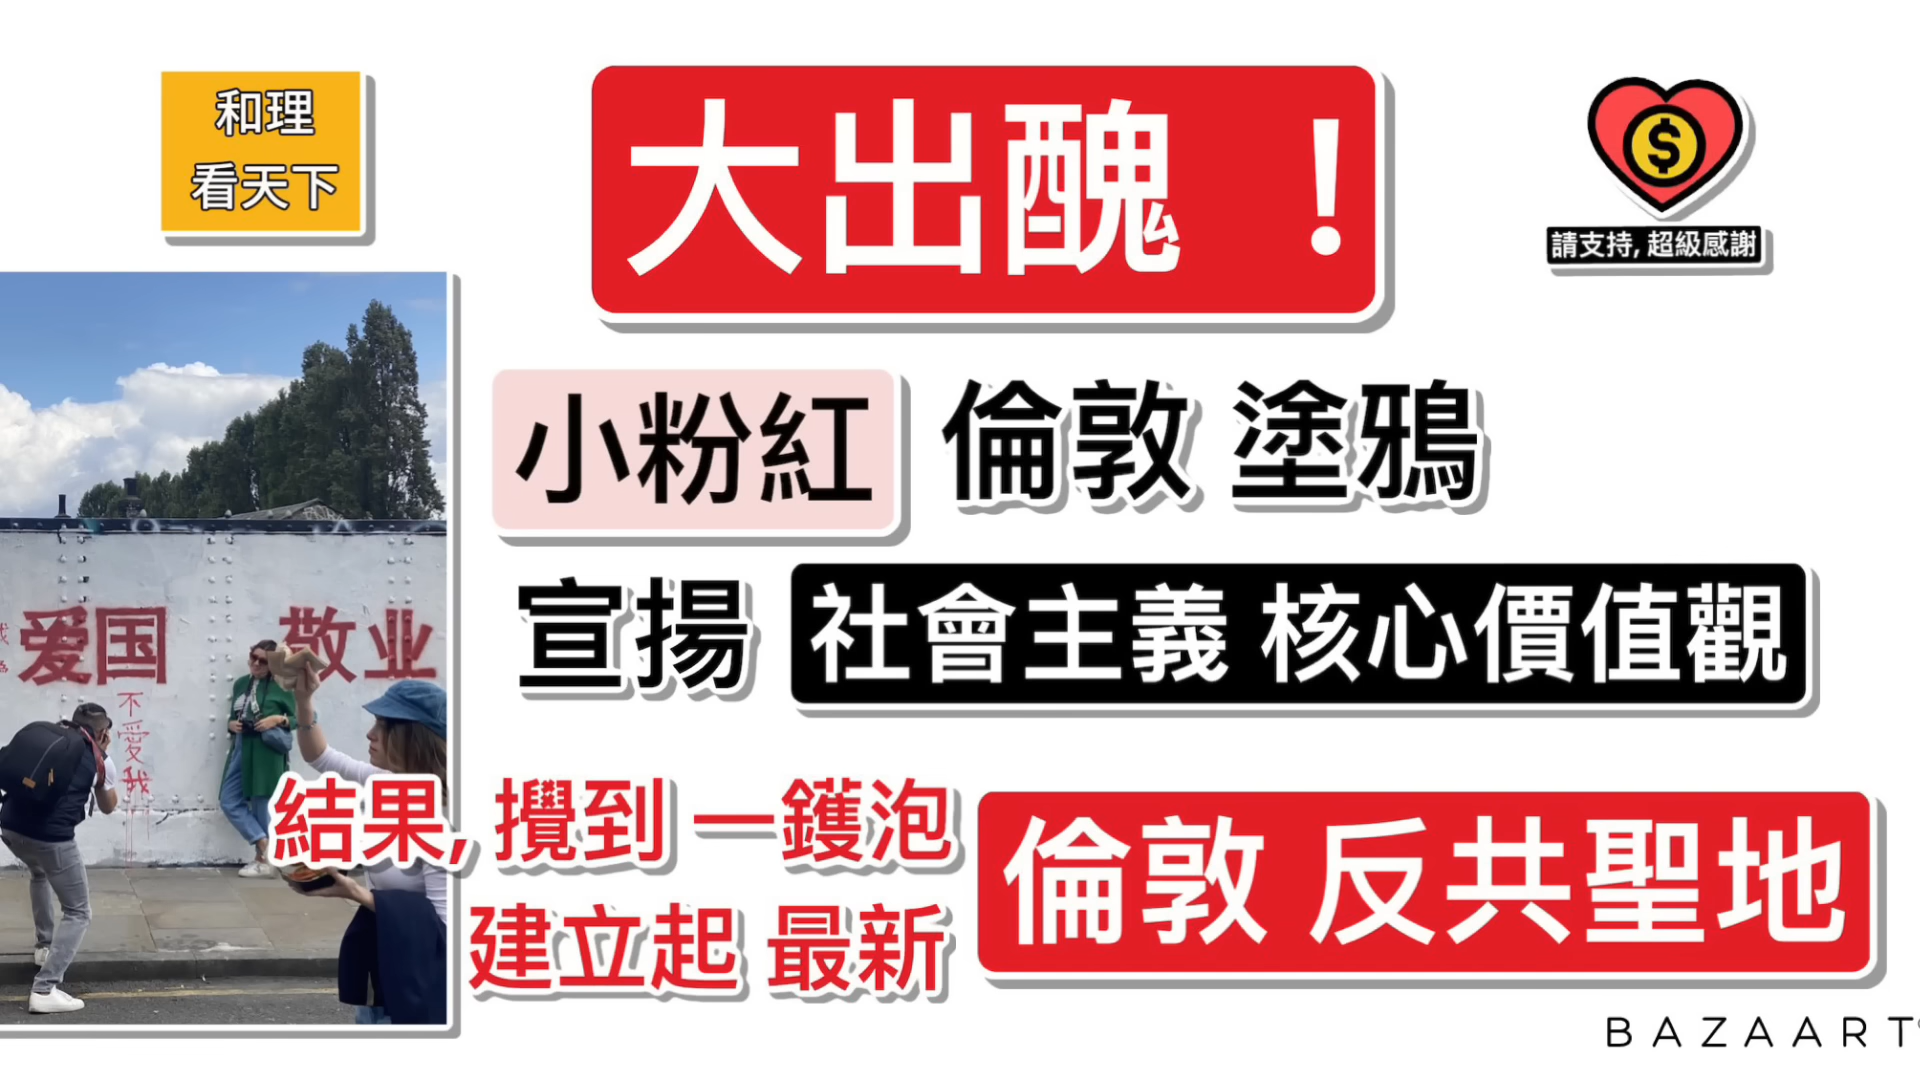 和理
看天下
大出醜 !
請支持, 超級感謝
小粉紅 倫敦 塗鴉
宣揚 社會主義 核心價值觀
爱国 敬业
不愛我
結果, 攪到 一鑊泡
建立起 最新
倫敦 反共聖地
BAZAART